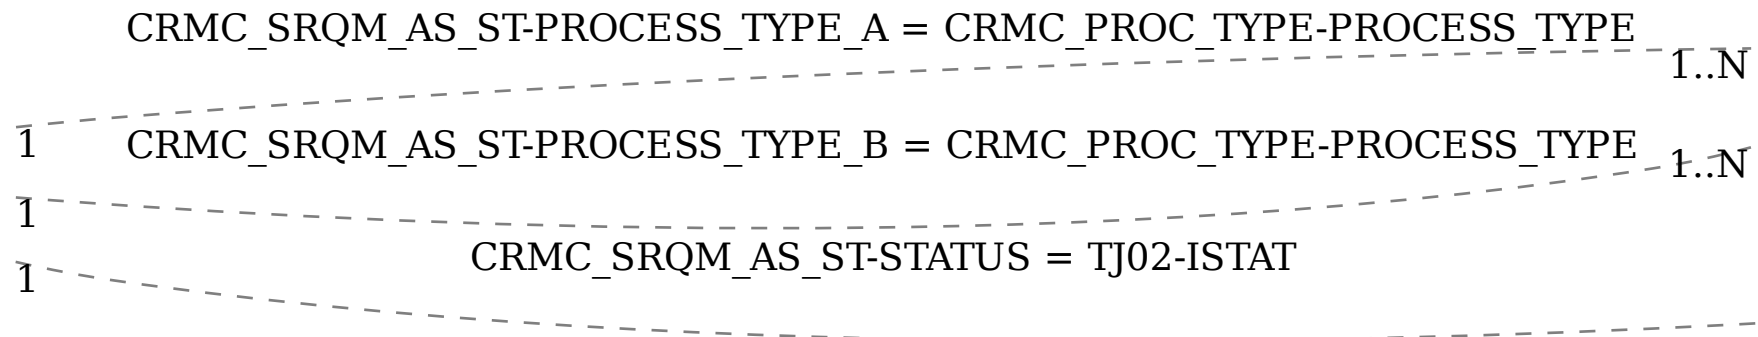 CRMC_SRQM_AS_ST-PROCESS_TYPE_A = CRMC_PROC_TYPE-PROCESS_TYPE
1..N
1
CRMC_SRQM_AS_ST-PROCESS_TYPE_B = CRMC_PROC_TYPE-PROCESS_TYPE
1..N
1
CRMC_SRQM_AS_ST-STATUS = TJ02-ISTAT
1